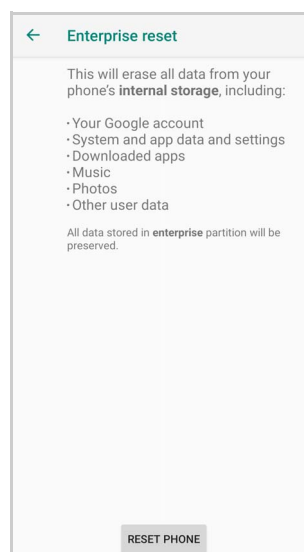 Enterprise reset
This will erase all data from your
phone's internal storage, including:
· Your Google account
· System and app data and settings
· Downloaded apps
· Music
· Photos
· Other user data
All data stored in enterprise partition will be
preserved.
RESET PHONE